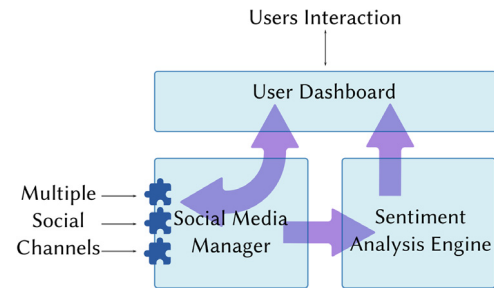 Users Interaction
User Dashboard
Multiple
Social
Channels
Social Media
Manager
Sentiment
Analysis Engine